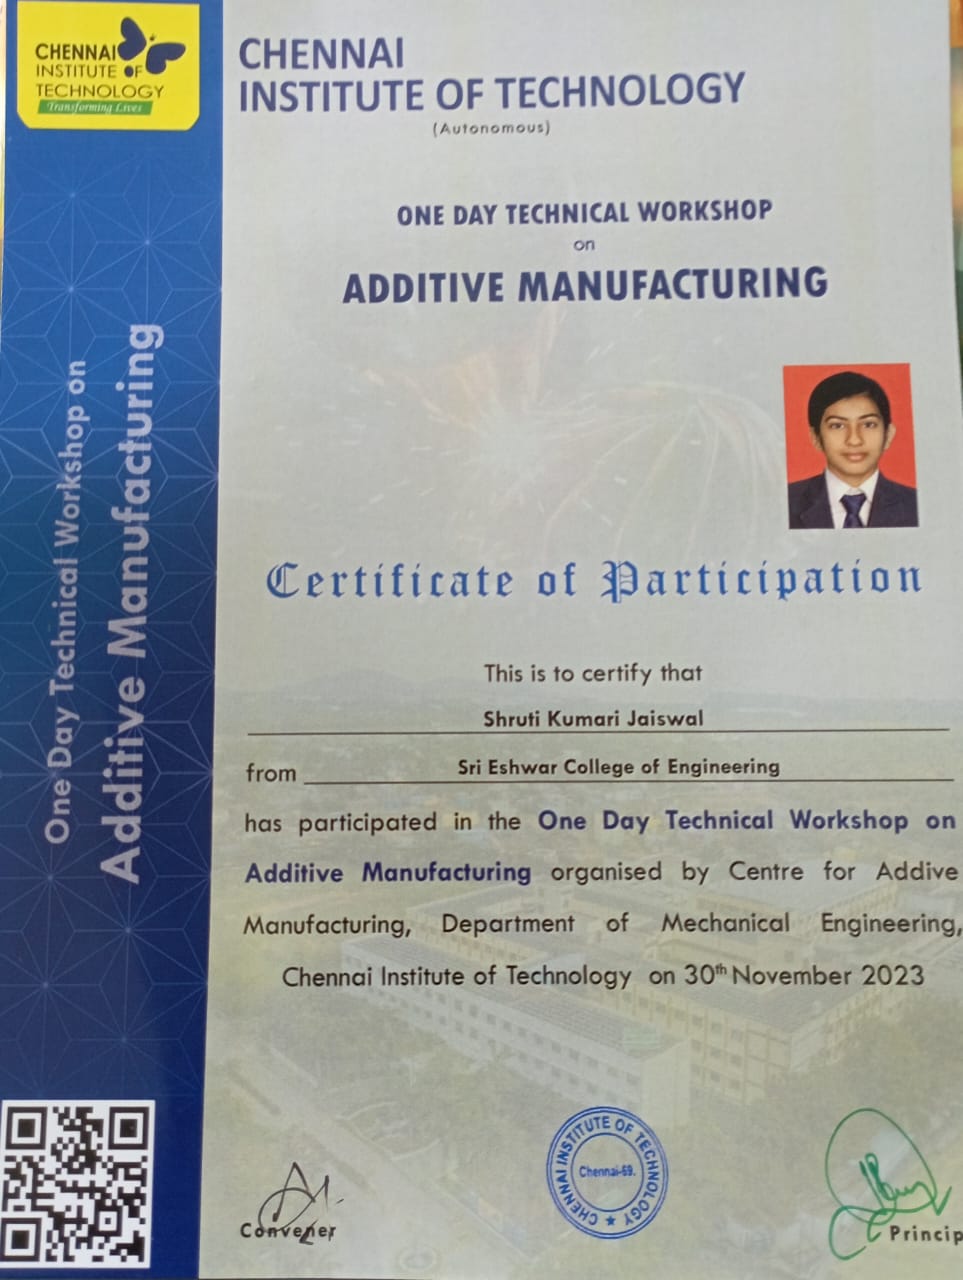 CHENNAI
INSTITUTE OF
TECHNOLOGY
Transforming Lives
CHENNAI
INSTITUTE OF TECHNOLOGY
(Autonomous)
ONE DAY TECHNICAL WORKSHOP
on
ADDITIVE MANUFACTURING
One Day Technical Workshop on
Additive Manufacturing
Certificate of Participation
This is to certify that
Shruti Kumari Jaiswal
from Sri Eshwar College of Engineering
has participated in the One Day Technical Workshop on
Additive Manufacturing organised by Centre for Addive
Manufacturing, Department of Mechanical Engineering,
Chennai Institute of Technology on 30th November 2023
CHENNAI INSTITUTE OF TECHNOLOGY
Chennai-69.
Convener
Princip